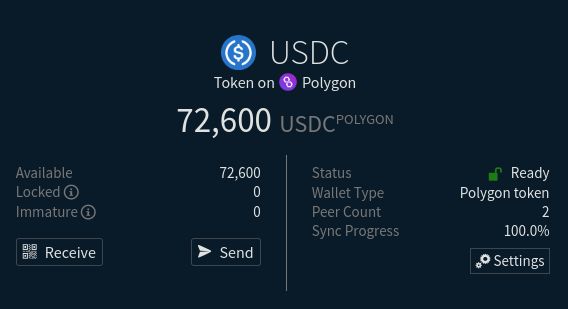 USDC
Token on Polygon
72,600 USDC POLYGON
Available 72,600
Locked 0
Immature 0
Receive Send
Status Ready
Wallet Type Polygon token
Peer Count 2
Sync Progress 100.0%
Settings